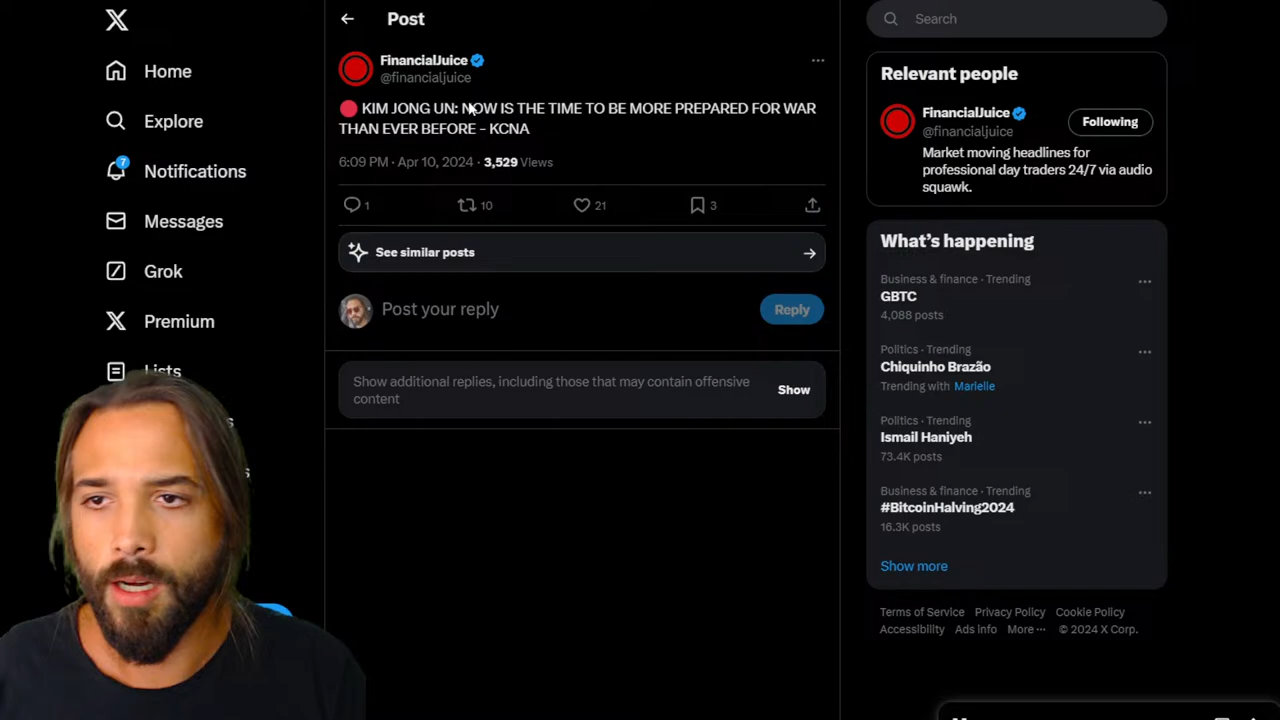 Post
Search
FinancialJuice
@financialjuice
KIM JONG UN: NOW IS THE TIME TO BE MORE PREPARED FOR WAR
THAN EVER BEFORE - KCNA
6:09 PM · Apr 10, 2024 · 3,529 Views
1
10
21
3
See similar posts
Post your reply
Reply
Show additional replies, including those that may contain offensive
content
Show
7
Home
Explore
Notifications
Messages
Grok
Premium
Lists
Relevant people
FinancialJuice
@financialjuice
Following
Market moving headlines for
professional day traders 24/7 via audio
squawk.
What's happening
Business & finance · Trending
GBTC
4,088 posts
Politics · Trending
Chiquinho Brazão
Trending with Marielle
Politics · Trending
Ismail Haniyeh
73.4K posts
Business & finance · Trending
#BitcoinHalving2024
16.3K posts
Show more
Terms of Service Privacy Policy Cookie Policy
Accessibility Ads info More ··· © 2024 X Corp.